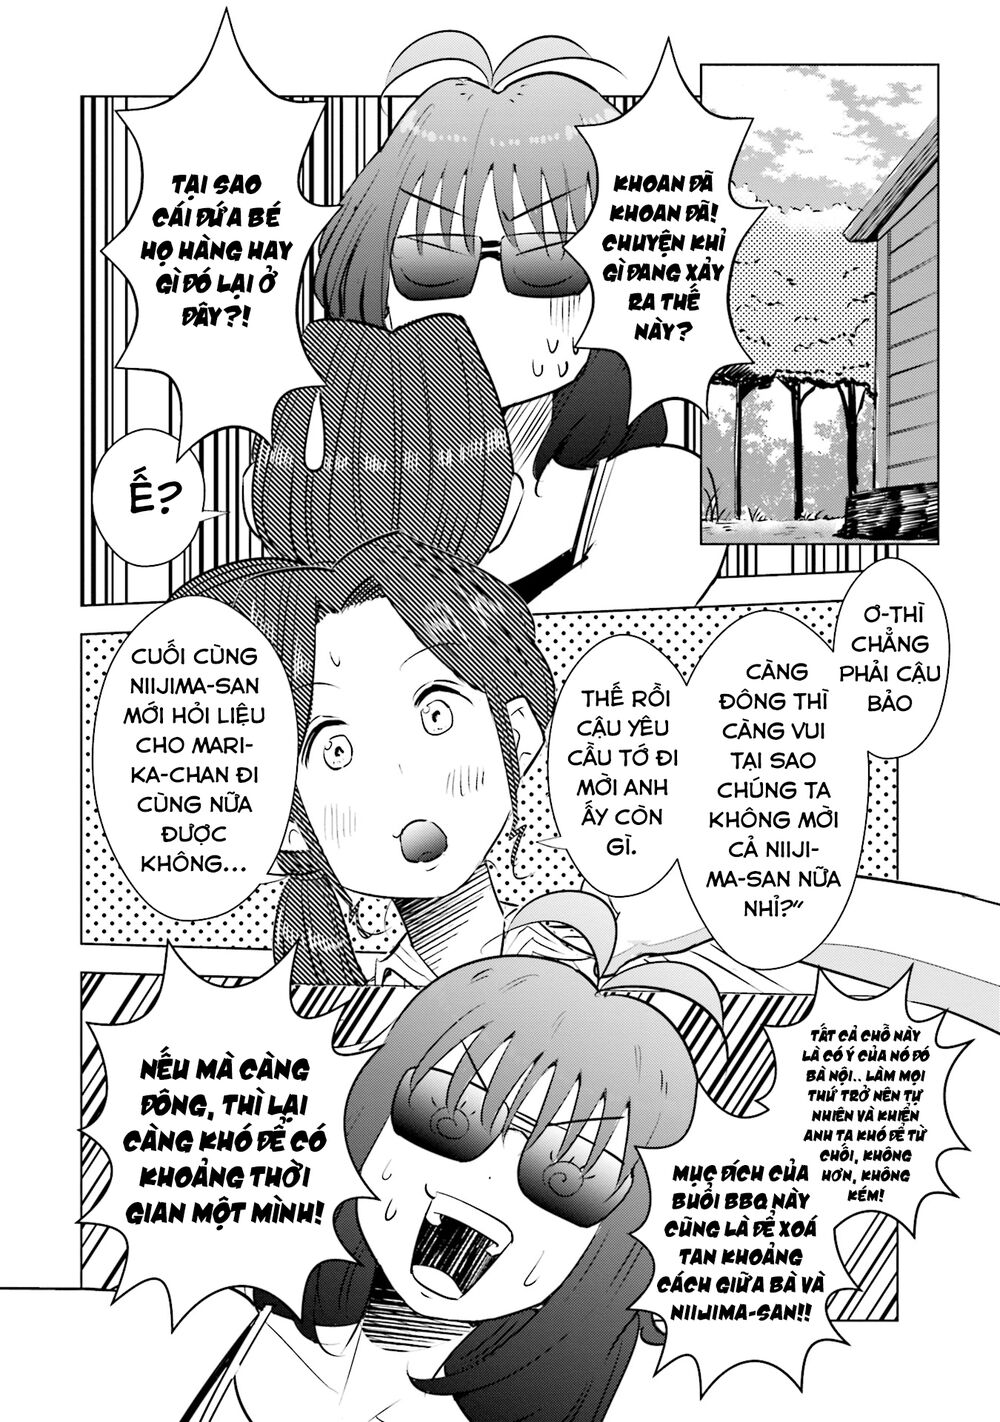 KHOAN ĐÃ
KHOAN ĐÃ!
CHUYỆN KHỈ
GÌ ĐANG XẢY
RA THẾ
NÀY?
TẠI SAO
CÁI ĐỨA BÉ
HỌ HÀNG HAY
GÌ ĐÓ LẠI Ở
ĐÂY?!
Ế?
Ơ-THÌ
CHẲNG
PHẢI CẬU
BẢO
CÀNG
ĐÔNG THÌ
CÀNG VUI
TẠI SAO
CHÚNG TA
KHÔNG MỜI
CẢ NIIJI-
MA-SAN NỮA
NHỈ?”
THẾ RỒI
CẬU YÊU
CẦU TỚ ĐI
MỜI ANH
ẤY CÒN
GÌ.
CUỐI CÙNG
NIIJIMA-SAN
MỚI HỎI LIỆU
CHO MARI-
KA-CHAN ĐI
CÙNG NỮA
ĐƯỢC
KHÔNG...
TẤT CẢ CHỖ NÀY
LÀ CÓ Ý CỦA NÓ ĐÓ
BÀ NỘI.. LÀM MỌI
THỨ TRỞ NÊN TỰ
NHIÊN VÀ KHIẾN
ANH TA KHÓ ĐỂ TỪ
CHỐI, KHÔNG
HƠN, KHÔNG
KÉM!
MỤC ĐÍCH CỦA
BUỔI BBQ NÀY
CŨNG LÀ ĐỂ XOÁ
TAN KHOẢNG
CÁCH GIỮA BÀ VÀ
NIIJIMA-SAN!!
NẾU MÀ CÀNG
ĐÔNG, THÌ LẠI
CÀNG KHÓ ĐỂ CÓ
KHOẢNG THỜI
GIAN MỘT MÌNH!